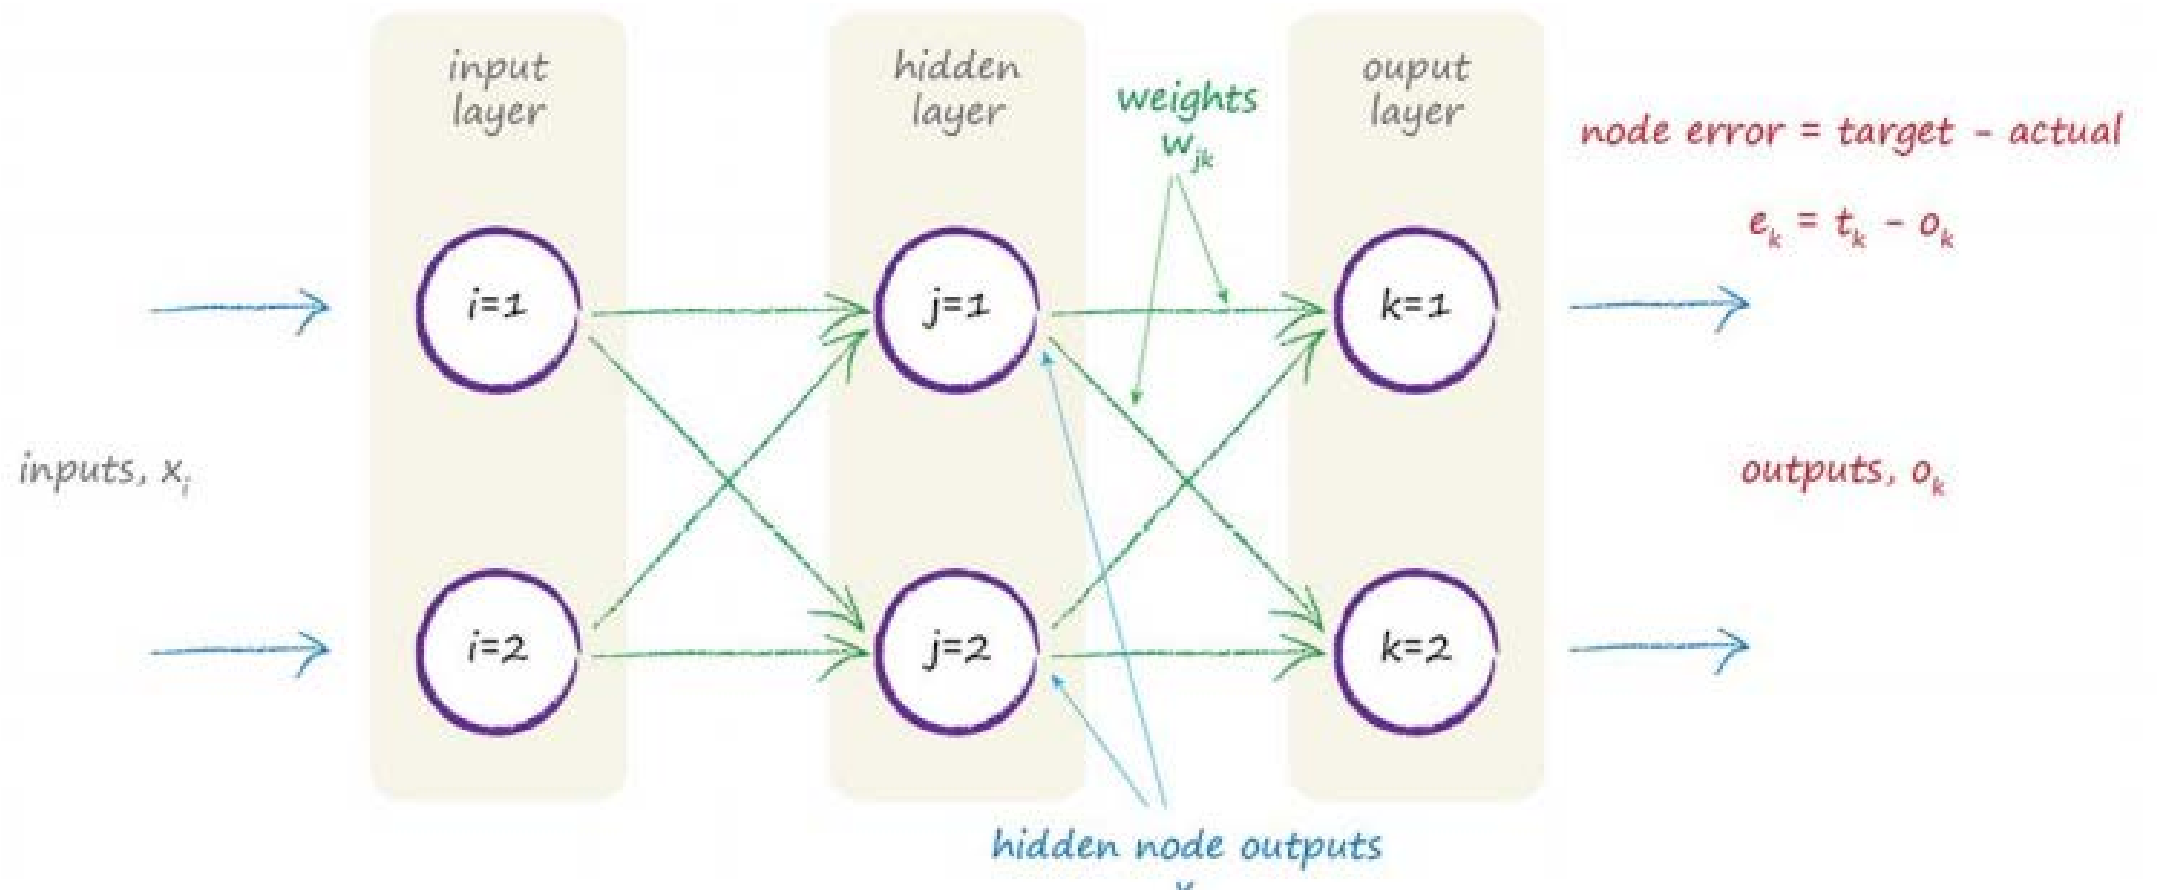 input
layer
hidden
layer
weights
w_jk
ouput
layer
node error = target - actual
e_k = t_k - o_k
i=1
j=1
k=1
inputs, x_i
outputs, o_k
i=2
j=2
k=2
hidden node outputs